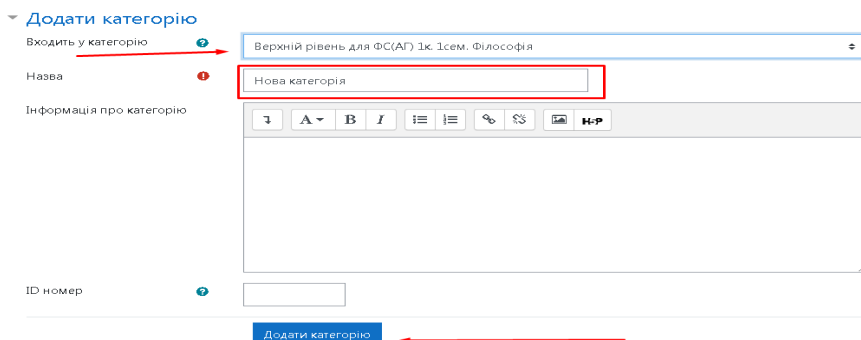 Додати категорію
Входить у категорію
Верхній рівень для ФС(АГ) 1к. 1сем. Філософія
Назва
Нова категорія
Інформація про категорію
A B I H-P
ID номер
Додати категорію